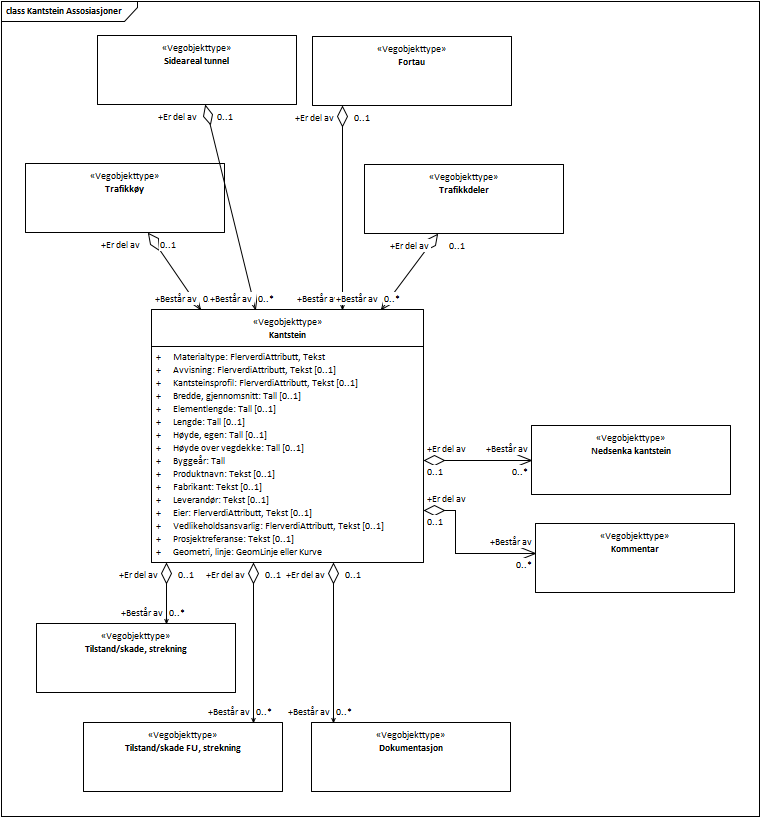 class Kantstein Assosiasjoner
«Vegobjekttype»
Sideareal tunnel
«Vegobjekttype»
Fortau
+Er del av 0..1
+Er del av 0..1
«Vegobjekttype»
Trafikkøy
«Vegobjekttype»
Trafikkdeler
+Er del av 0..1
+Er del av 0..1
+Består av 0 +Består av 0..* +Består a +Består av 0..*
«Vegobjekttype»
Kantstein
+ Materialtype: FlerverdiAttributt, Tekst
+ Avvisning: FlerverdiAttributt, Tekst [0..1]
+ Kantsteinsprofil: FlerverdiAttributt, Tekst [0..1]
+ Bredde, gjennomsnitt: Tall [0..1]
+ Elementlengde: Tall [0..1]
+ Lengde: Tall [0..1]
+ Høyde, egen: Tall [0..1]
+ Høyde over vegdekke: Tall [0..1]
+ Byggeår: Tall
+ Produktnavn: Tekst [0..1]
+ Fabrikant: Tekst [0..1]
+ Leverandør: Tekst [0..1]
+ Eier: FlerverdiAttributt, Tekst [0..1]
+ Vedlikeholdsansvarlig: FlerverdiAttributt, Tekst [0..1]
+ Prosjektreferanse: Tekst [0..1]
+ Geometri, linje: GeomLinje eller Kurve
+Er del av +Består av
0..1 0..*
«Vegobjekttype»
Nedsenka kantstein
+Er del av
0..1
+Består av
0..*
«Vegobjekttype»
Kommentar
+Er del av 0..1 +Er del av 0..1 +Er del av 0..1
+Består av 0..*
«Vegobjekttype»
Tilstand/skade, strekning
+Består av 0..* +Består av 0..*
«Vegobjekttype»
Tilstand/skade FU, strekning
«Vegobjekttype»
Dokumentasjon